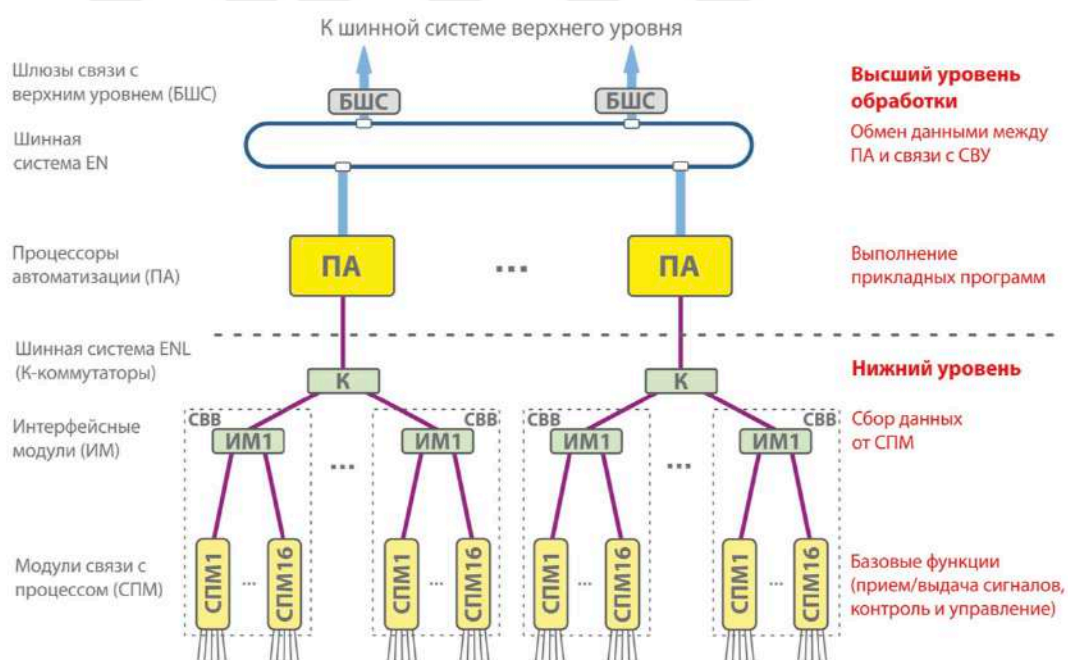 К шинной системе верхнего уровня
Шлюзы связи с
верхним уровнем (БШС)
БШС
БШС
Высший уровень
обработки
Шинная
система EN
Обмен данными между
ПА и связи с СВУ
Процессоры
автоматизации (ПА)
ПА
...
ПА
Выполнение
прикладных программ
Шинная система ENL
(К-коммутаторы)
К
К
Нижний уровень
Интерфейсные
модули (ИМ)
СВВ
ИМ1
...
СВВ
ИМ1
СВВ
ИМ1
...
СВВ
ИМ1
Сбор данных
от СПМ
Модули связи с
процессом (СПМ)
СПМ1
...
СПМ16
СПМ1
...
СПМ16
СПМ1
...
СПМ16
СПМ1
...
СПМ16
Базовые функции
(прием/выдача сигналов,
контроль и управление)